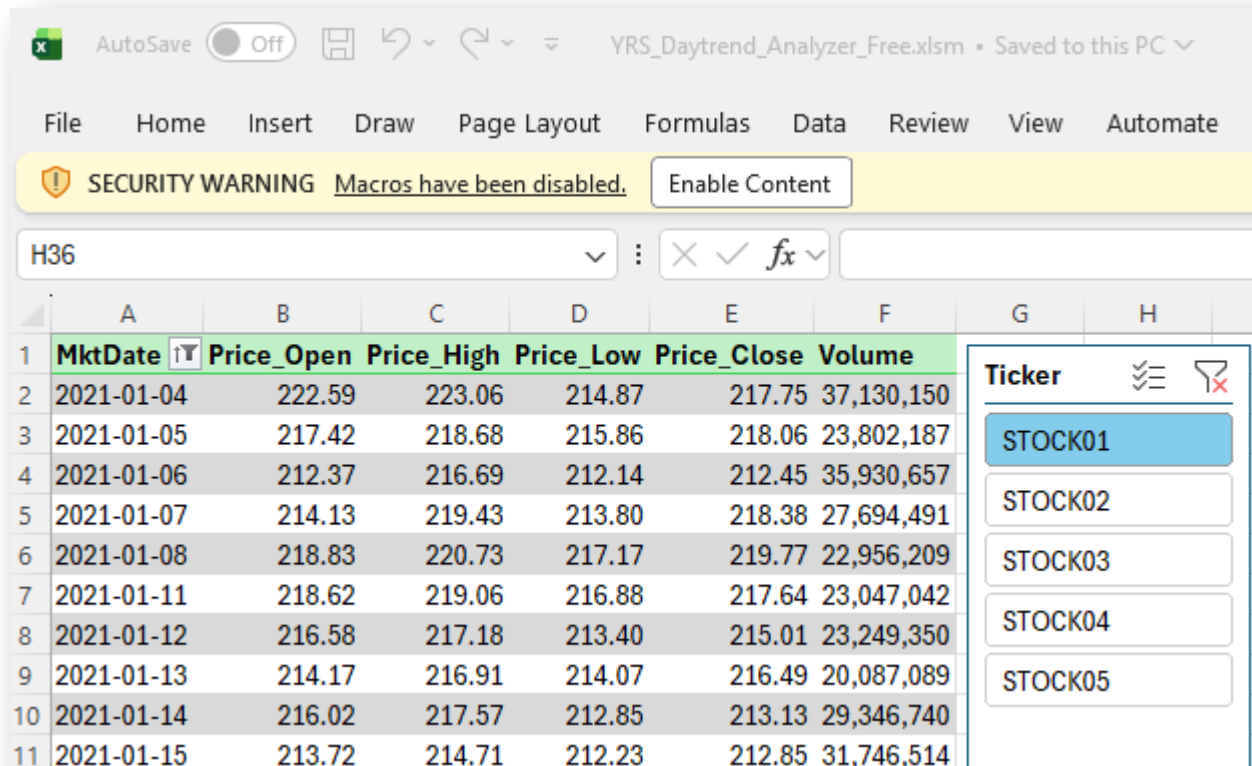 AutoSave Off YRS_Daytrend_Analyzer_Free.xlsm • Saved to this PC
File Home Insert Draw Page Layout Formulas Data Review View Automate
SECURITY WARNING Macros have been disabled. Enable Content
H36 fx
A B C D E F G H
1 MktDate Price_Open Price_High Price_Low Price_Close Volume
2 2021-01-04 222.59 223.06 214.87 217.75 37,130,150
3 2021-01-05 217.42 218.68 215.86 218.06 23,802,187
4 2021-01-06 212.37 216.69 212.14 212.45 35,930,657
5 2021-01-07 214.13 219.43 213.80 218.38 27,694,491
6 2021-01-08 218.83 220.73 217.17 219.77 22,956,209
7 2021-01-11 218.62 219.06 216.88 217.64 23,047,042
8 2021-01-12 216.58 217.18 213.40 215.01 23,249,350
9 2021-01-13 214.17 216.91 214.07 216.49 20,087,089
10 2021-01-14 216.02 217.57 212.85 213.13 29,346,740
11 2021-01-15 213.72 214.71 212.23 212.85 31,746,514
Ticker
STOCK01
STOCK02
STOCK03
STOCK04
STOCK05